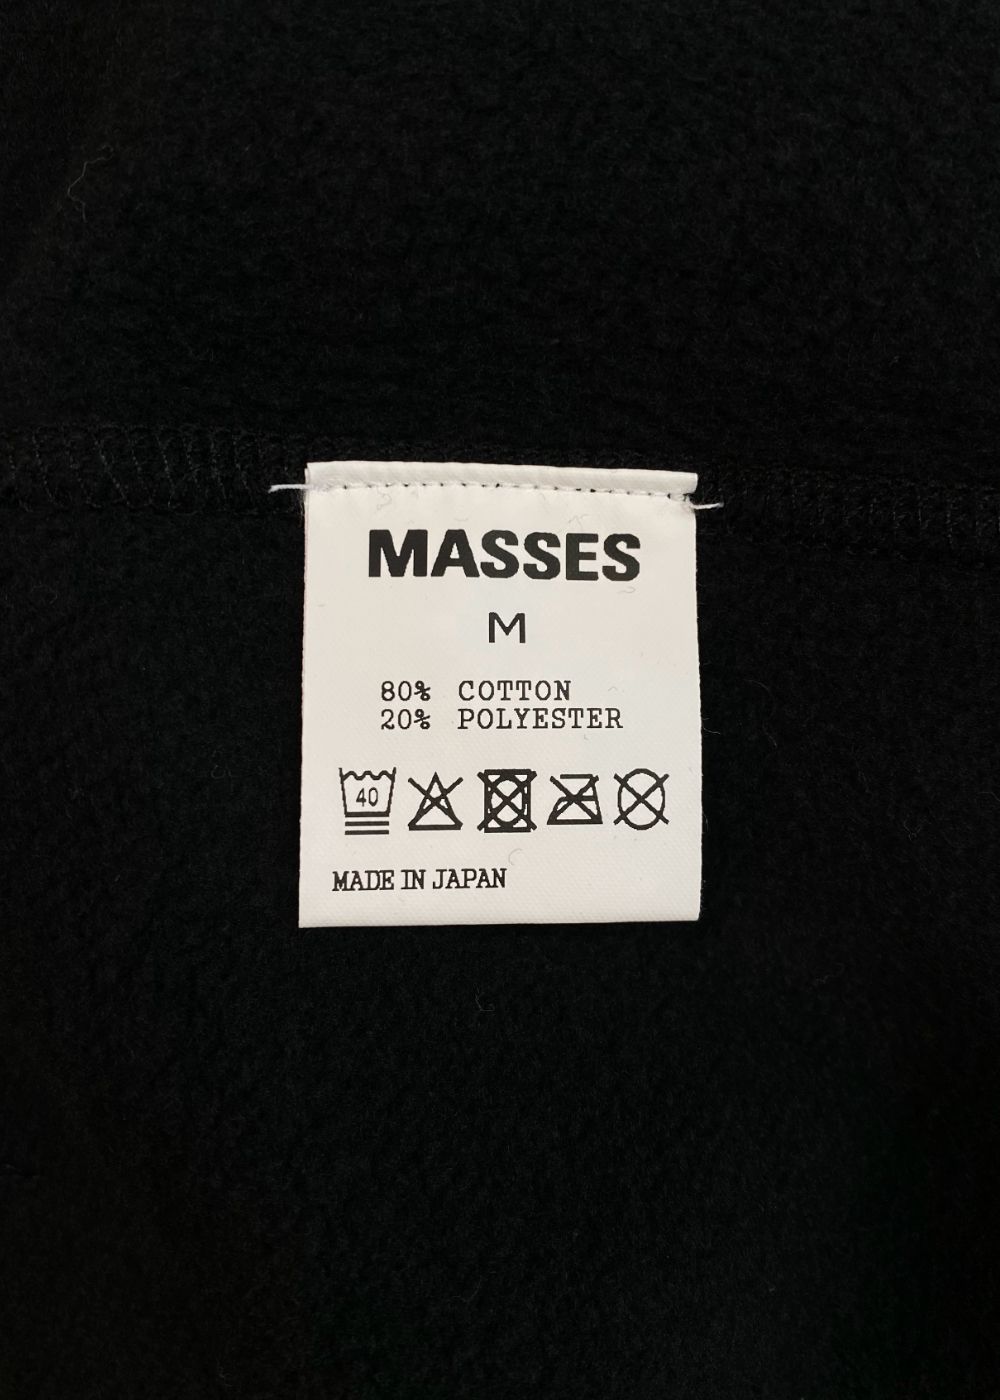 MASSES
M
80% COTTON
20% POLYESTER
40
MADE IN JAPAN